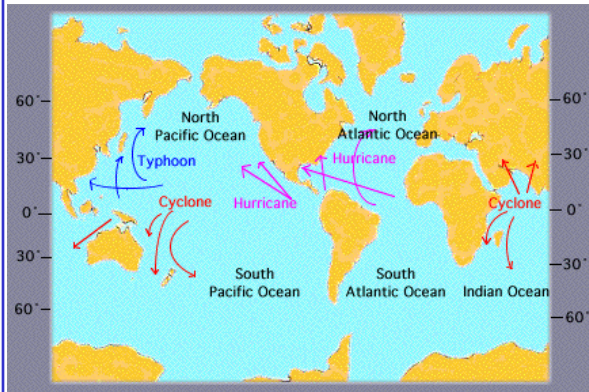 60°
30°
0°
30°
60°
North
Pacific Ocean
Typhoon
Cyclone
Hurricane
South
Pacific Ocean
North
Atlantic Ocean
Hurricane
South
Atlantic Ocean
Cyclone
Indian Ocean
60°
30°
0°
30°
60°